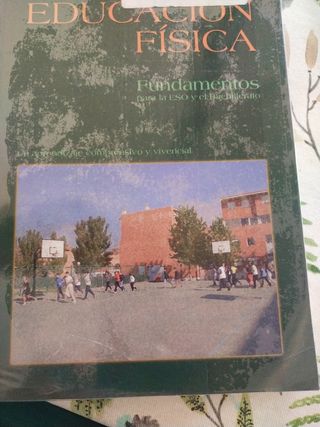 EDUCACIÓN
FÍSICA
Fundamentos
para la ESO y el Bachillerato
Un aprendizaje comprensivo y vivencial